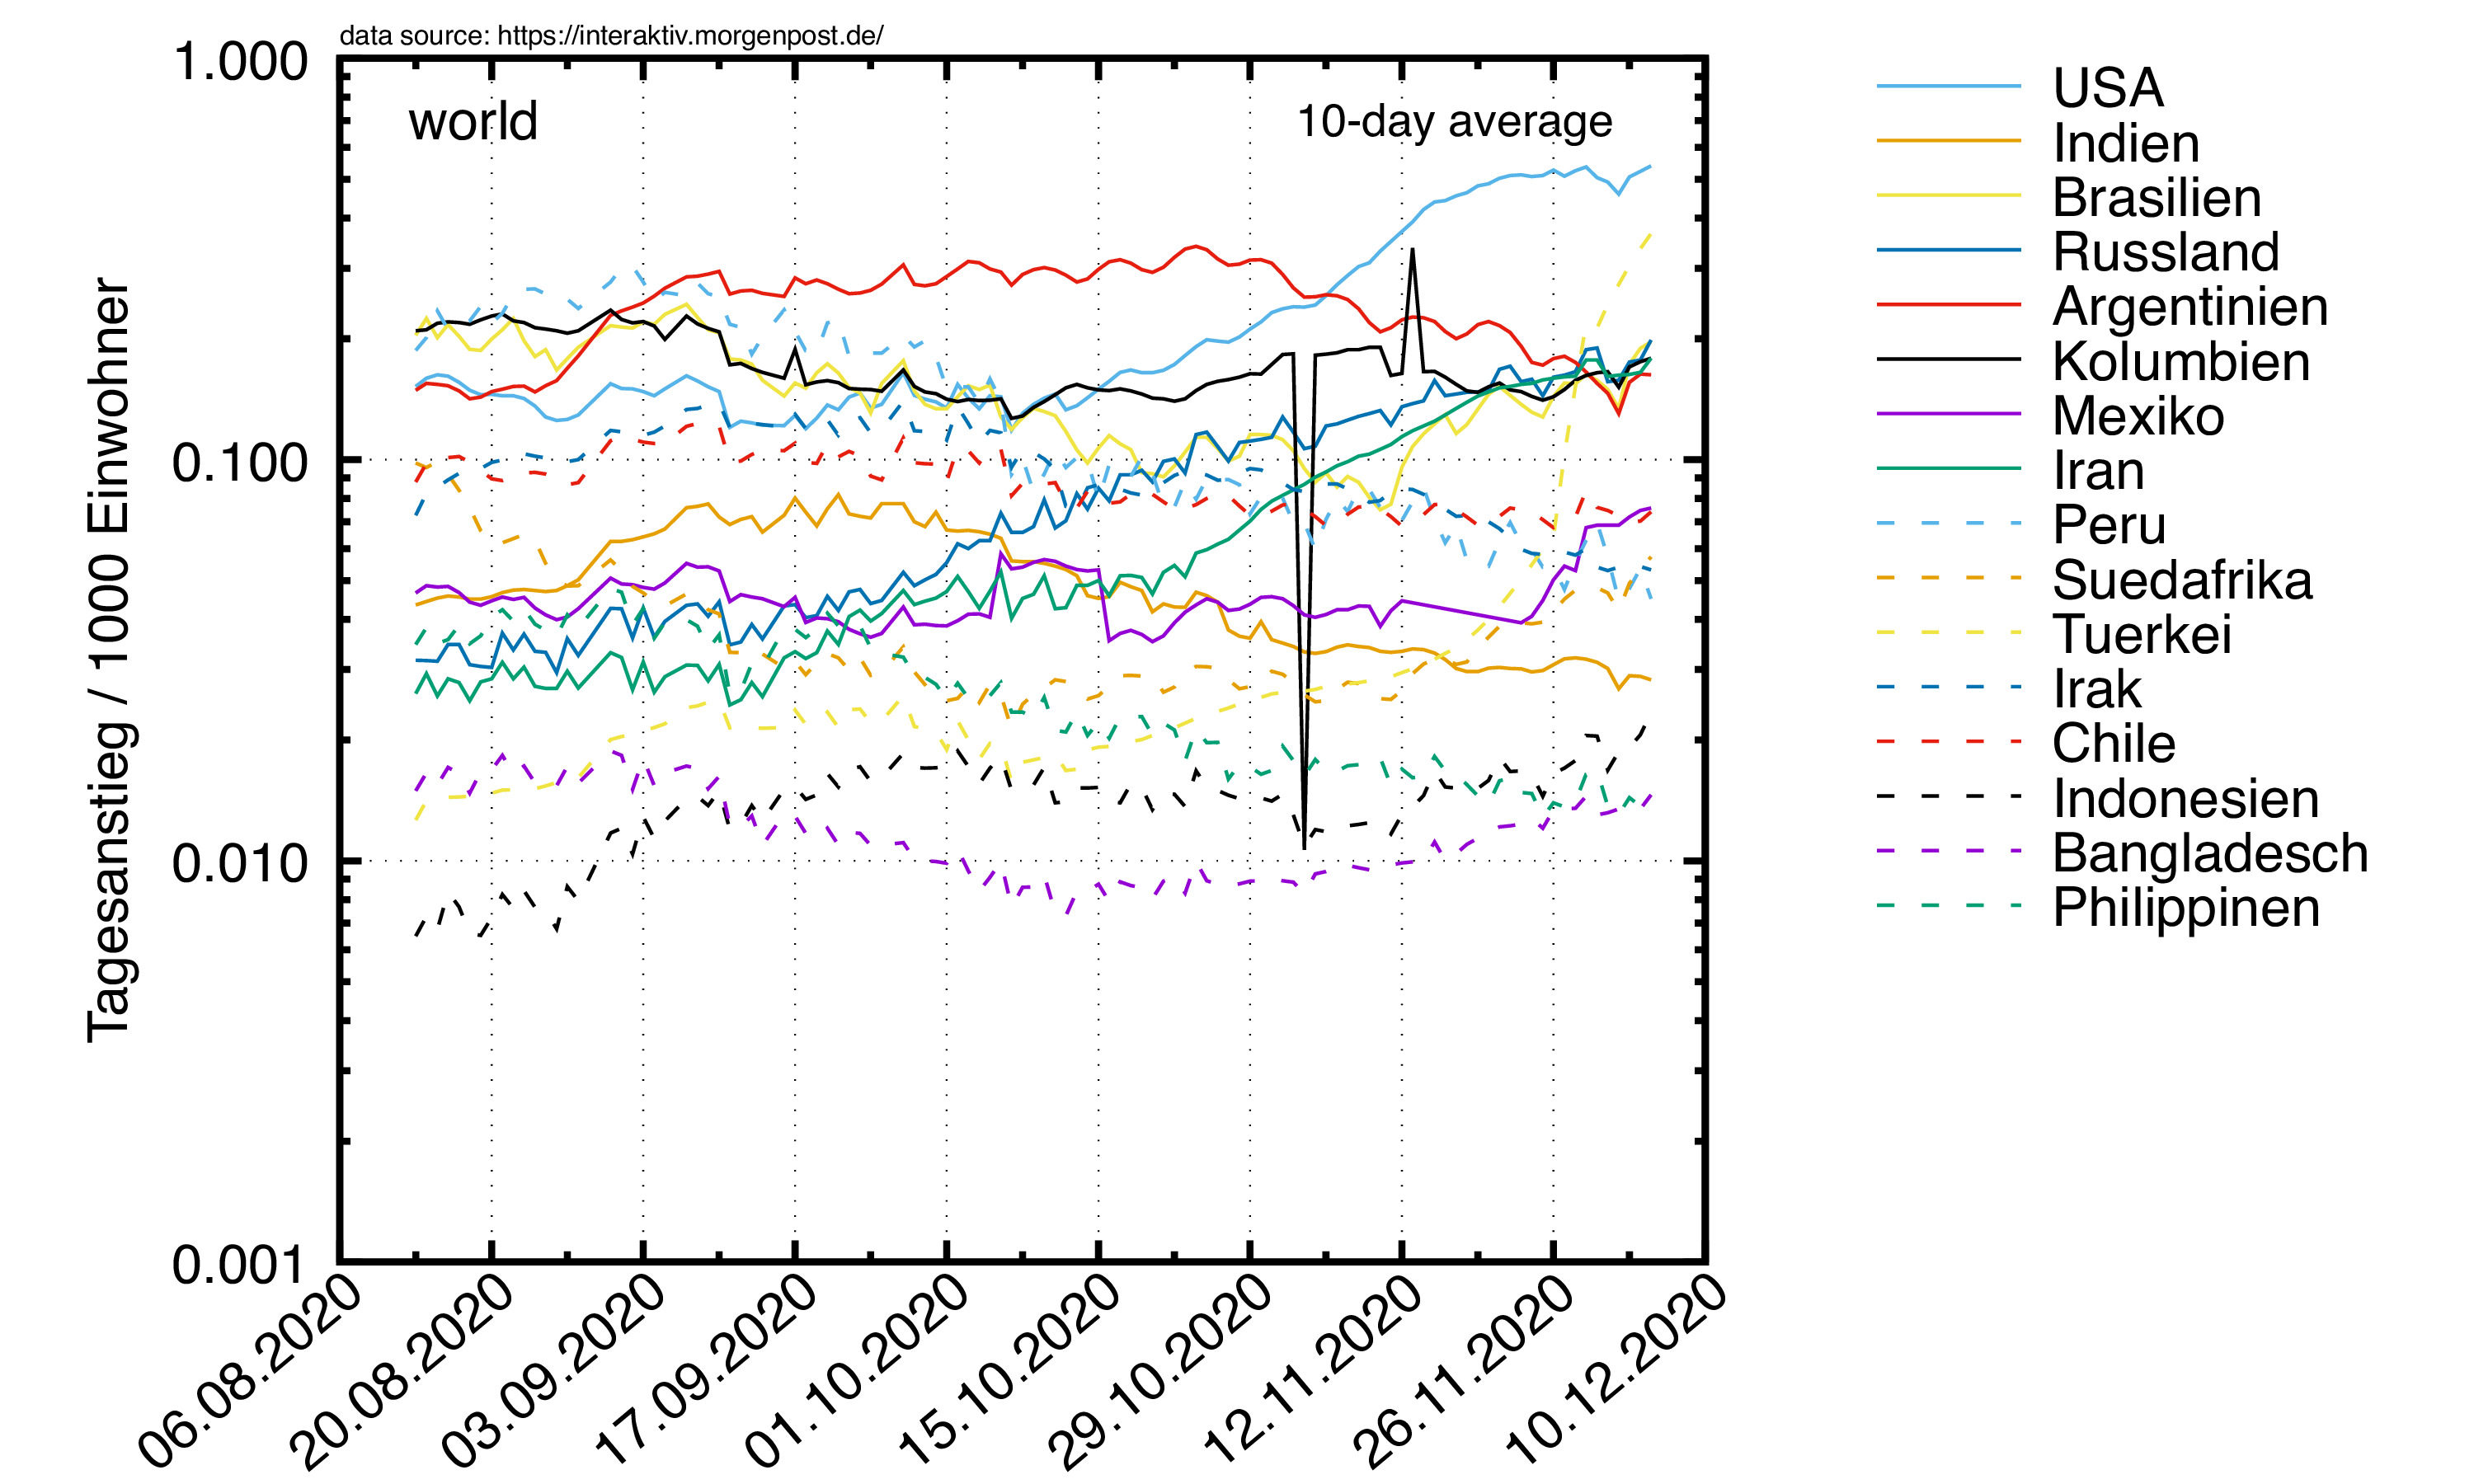 data source: https://interaktiv.morgenpost.de/
1.000
world
10-day average
0.100
0.010
0.001
Tagesanstieg / 1000 Einwohner
06.08.2020
20.08.2020
03.09.2020
17.09.2020
01.10.2020
15.10.2020
29.10.2020
12.11.2020
26.11.2020
10.12.2020
USA
Indien
Brasilien
Russland
Argentinien
Kolumbien
Mexiko
Iran
Peru
Suedafrika
Tuerkei
Irak
Chile
Indonesien
Bangladesch
Philippinen